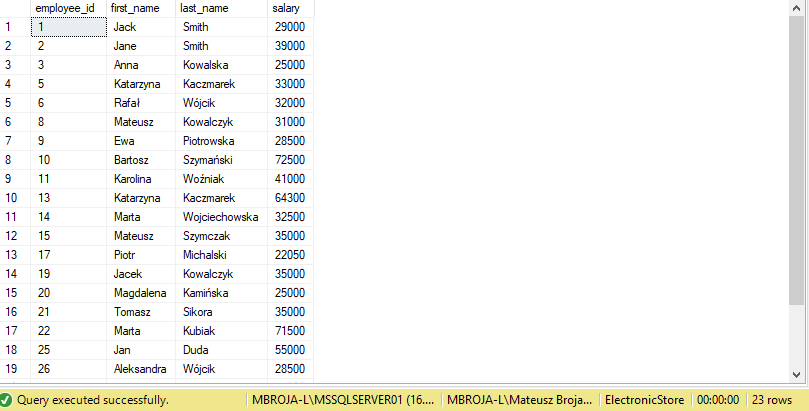 employee_id first_name last_name salary
1 1 Jack Smith 29000
2 2 Jane Smith 39000
3 3 Anna Kowalska 25000
4 5 Katarzyna Kaczmarek 33000
5 6 Rafał Wójcik 32000
6 8 Mateusz Kowalczyk 31000
7 9 Ewa Piotrowska 28500
8 10 Bartosz Szymański 72500
9 11 Karolina Woźniak 41000
10 13 Katarzyna Kaczmarek 64300
11 14 Marta Wojciechowska 32500
12 15 Mateusz Szymczak 35000
13 17 Piotr Michalski 22050
14 19 Jacek Kowalczyk 35000
15 20 Magdalena Kamińska 25000
16 21 Tomasz Sikora 35000
17 22 Marta Kubiak 71500
18 25 Jan Duda 55000
19 26 Aleksandra Wójcik 28500
Query executed successfully. MBROJA-L\MSSQLSERVER01 (16.... MBROJA-L\Mateusz Broja... ElectronicStore 00:00:00 23 rows